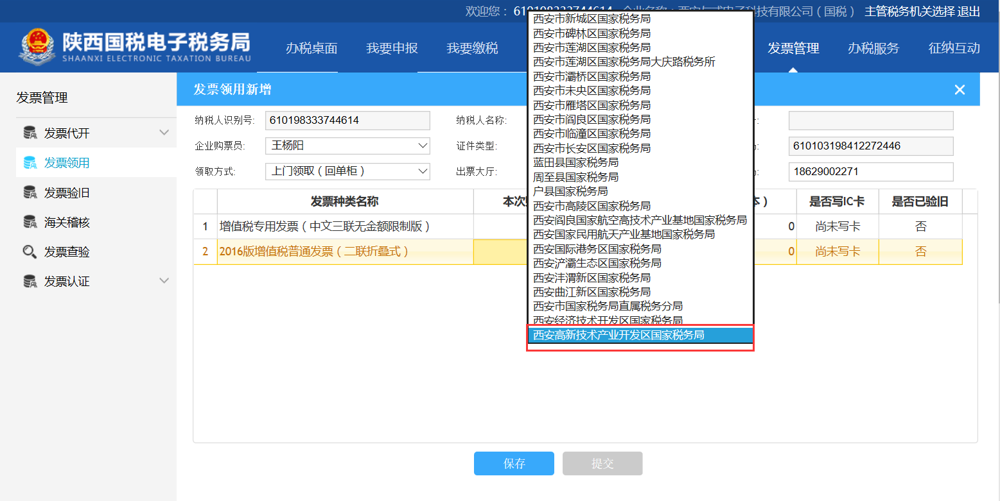 欢迎您：
主管税务机关选择 退出
陕西国税电子税务局
SHAANXI ELECTRONIC TAXATION BUREAU
办税桌面
我要申报
我要缴税
发票管理
办税服务
征纳互动
发票管理
发票代开
发票领用
发票验旧
海关稽核
发票查验
发票认证
发票领用新增
纳税人识别号:
610198333744614
纳税人名称:
企业购票员:
王杨阳
证件类型:
610103198412272446
领取方式:
上门领取（回单柜）
出票大厅:
18629002271
西安市新城区国家税务局
西安市碑林区国家税务局
西安市莲湖区国家税务局
西安市莲湖区国家税务局大庆路税务所
西安市灞桥区国家税务局
西安市未央区国家税务局
西安市雁塔区国家税务局
西安市阎良区国家税务局
西安市临潼区国家税务局
西安市长安区国家税务局
蓝田县国家税务局
周至县国家税务局
户县国家税务局
西安市高陵区国家税务局
西安阎良国家航空高技术产业基地国家税务局
西安国家民用航天产业基地国家税务局
西安国际港务区国家税务局
西安浐灞生态区国家税务局
西安沣渭新区国家税务局
西安曲江新区国家税务局
西安市国家税务局直属税务分局
西安经济技术开发区国家税务局
西安高新技术产业开发区国家税务局
发票种类名称
本次
本）
是否写IC卡
是否已验旧
1 增值税专用发票（中文三联无金额限制版） 0 尚未写卡 否
2 2016版增值税普通发票（二联折叠式） 0 尚未写卡 否
保存
提交